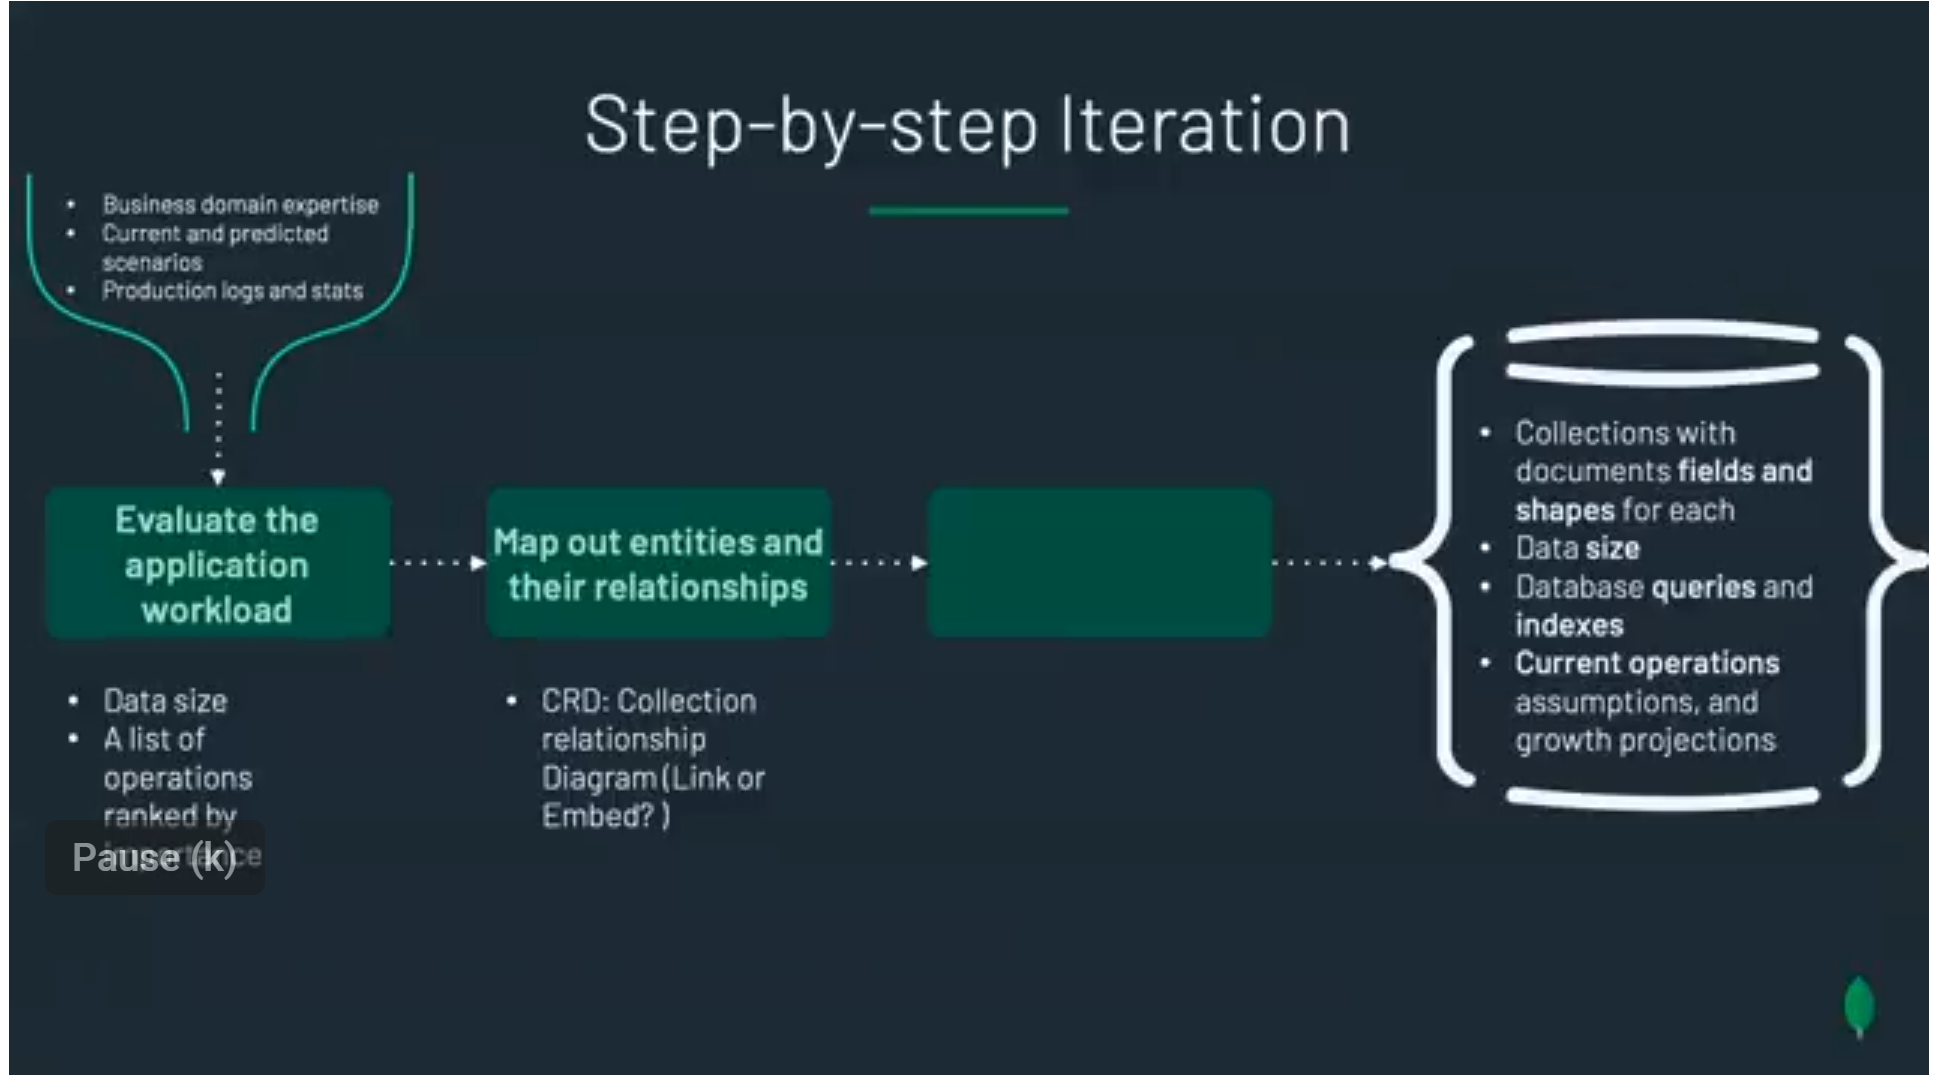 Step-by-step Iteration
• Business domain expertise
• Current and predicted
scenarios
• Production logs and stats
Evaluate the
application
workload
• Data size
• A list of
operations
ranked by
importance
Pause (k)
Map out entities and
their relationships
• CRD: Collection
relationship
Diagram (Link or
Embed? )
• Collections with
documents fields and
shapes for each
• Data size
• Database queries and
indexes
• Current operations
assumptions, and
growth projections